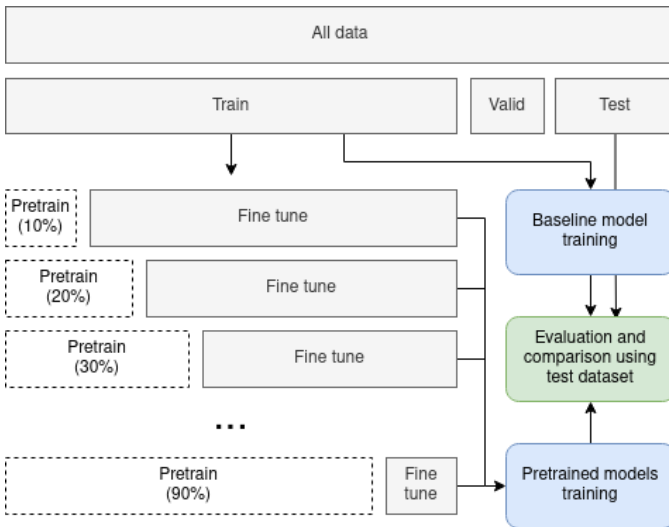 All data
Train
Valid
Test
Pretrain
(10%)
Fine tune
Baseline model
training
Pretrain
(20%)
Fine tune
Pretrain
(30%)
Fine tune
Evaluation and
comparison using
test dataset
...
Pretrain
(90%)
Fine
tune
Pretrained models
training